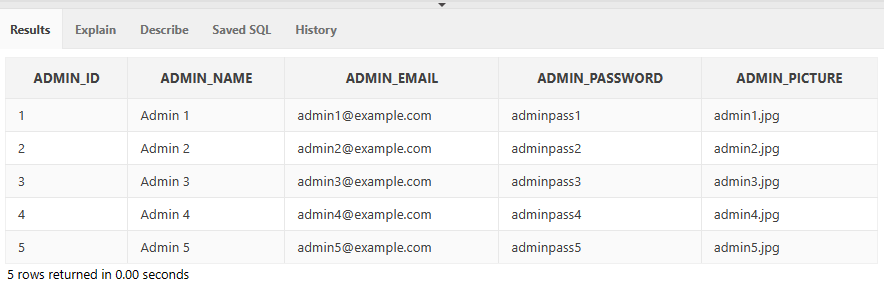 Results Explain Describe Saved SQL History
ADMIN_ID ADMIN_NAME ADMIN_EMAIL ADMIN_PASSWORD ADMIN_PICTURE
1 Admin 1 admin1@example.com adminpass1 admin1.jpg
2 Admin 2 admin2@example.com adminpass2 admin2.jpg
3 Admin 3 admin3@example.com adminpass3 admin3.jpg
4 Admin 4 admin4@example.com adminpass4 admin4.jpg
5 Admin 5 admin5@example.com adminpass5 admin5.jpg
5 rows returned in 0.00 seconds